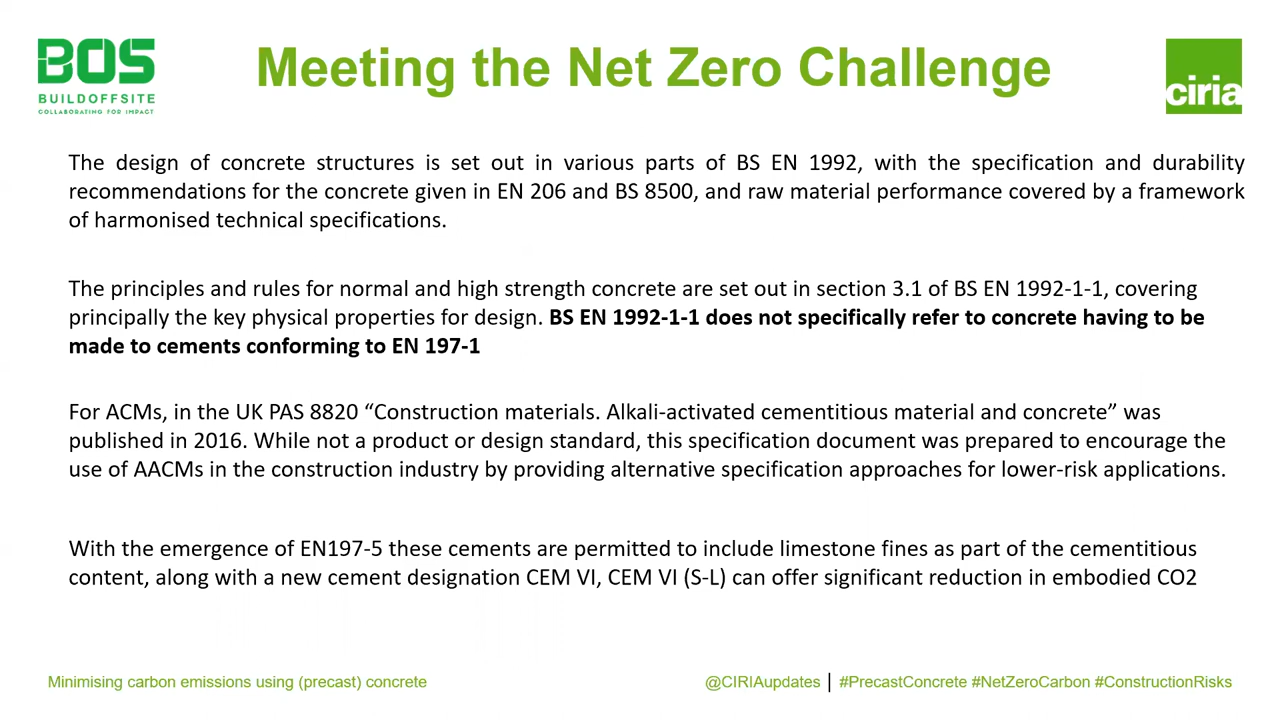 BOS
BUILDOFFSITE
COLLABORATING FOR IMPACT
Meeting the Net Zero Challenge
ciria
The design of concrete structures is set out in various parts of BS EN 1992, with the specification and durability
recommendations for the concrete given in EN 206 and BS 8500, and raw material performance covered by a framework
of harmonised technical specifications.
The principles and rules for normal and high strength concrete are set out in section 3.1 of BS EN 1992-1-1, covering
principally the key physical properties for design. BS EN 1992-1-1 does not specifically refer to concrete having to be
made to cements conforming to EN 197-1
For ACMs, in the UK PAS 8820 “Construction materials. Alkali-activated cementitious material and concrete” was
published in 2016. While not a product or design standard, this specification document was prepared to encourage the
use of AACMs in the construction industry by providing alternative specification approaches for lower-risk applications.
With the emergence of EN197-5 these cements are permitted to include limestone fines as part of the cementitious
content, along with a new cement designation CEM VI, CEM VI (S-L) can offer significant reduction in embodied CO2
Minimising carbon emissions using (precast) concrete
@CIRIAupdates | #PrecastConcrete #NetZeroCarbon #ConstructionRisks